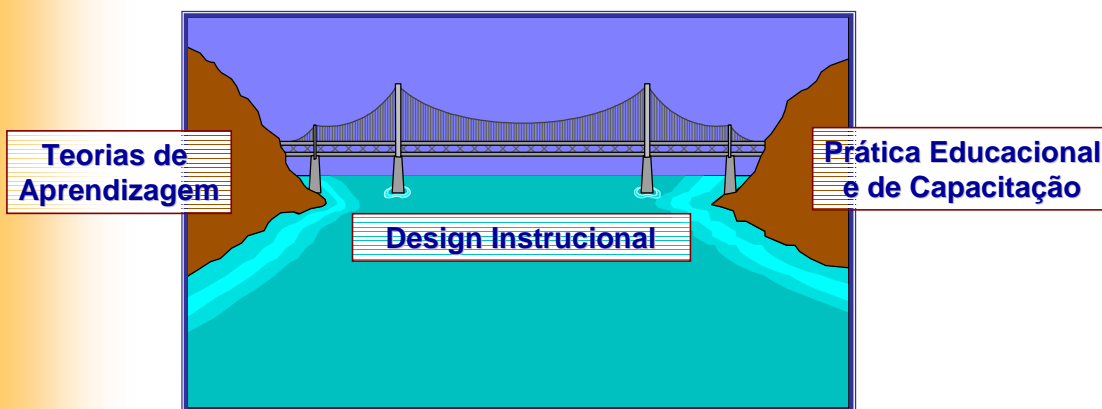 Teorias de
Aprendizagem
Prática Educacional
e de Capacitação
Design Instrucional